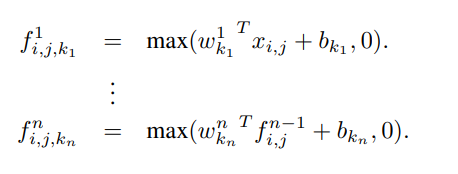 f^1_{i,j,k_1} = max(w^1_{k_1}^T x_{i,j} + b_{k_1}, 0).
⋮
f^n_{i,j,k_n} = max(w^n_{k_n}^T f^{n-1}_{i,j} + b_{k_n}, 0).